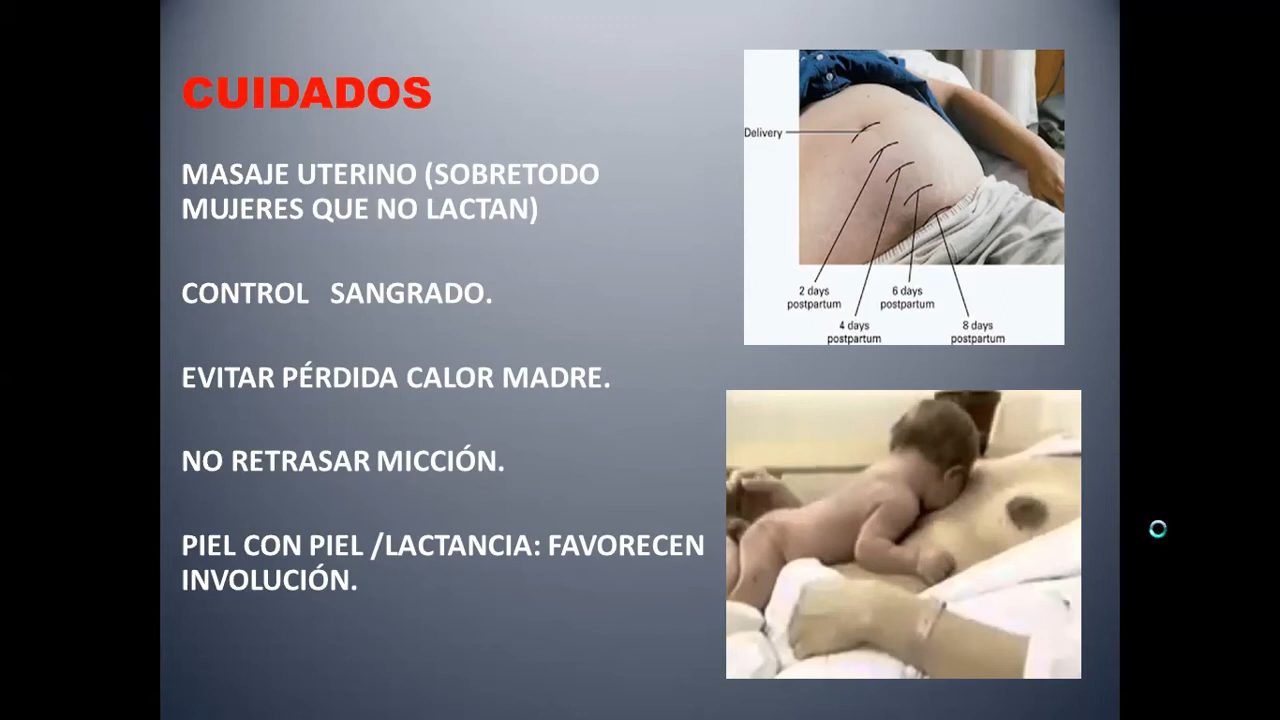 CUIDADOS
MASAJE UTERINO (SOBRETODO
MUJERES QUE NO LACTAN)
CONTROL SANGRADO.
EVITAR PÉRDIDA CALOR MADRE.
NO RETRASAR MICCIÓN.
PIEL CON PIEL /LACTANCIA: FAVORECEN
INVOLUCIÓN.
Delivery
2 days
postpartum
4 days
postpartum
6 days
postpartum
8 days
postpartum